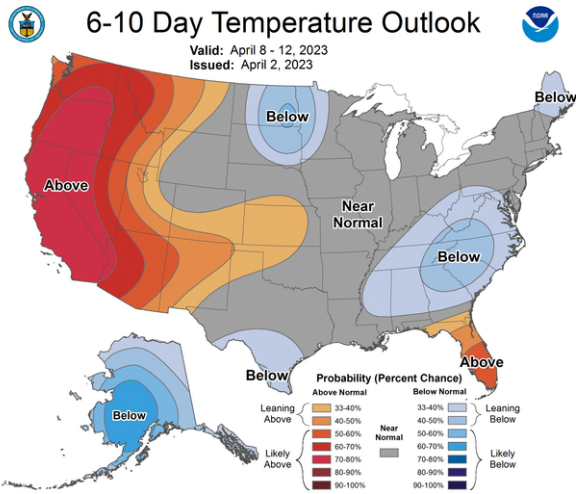 6-10 Day Temperature Outlook
NOAA
Valid: April 8 - 12, 2023
Issued: April 2, 2023
Below
Below
Above
Near
Normal
Below
Above
Below
Below
Probability (Percent Chance)
Above Normal
Below Normal
Leaning
Above
33-40%
40-50%
Likely
Above
50-60%
60-70%
70-80%
80-90%
90-100%
Near
Normal
33-40%
40-50%
Leaning
Below
50-60%
60-70%
70-80%
80-90%
90-100%
Likely
Below